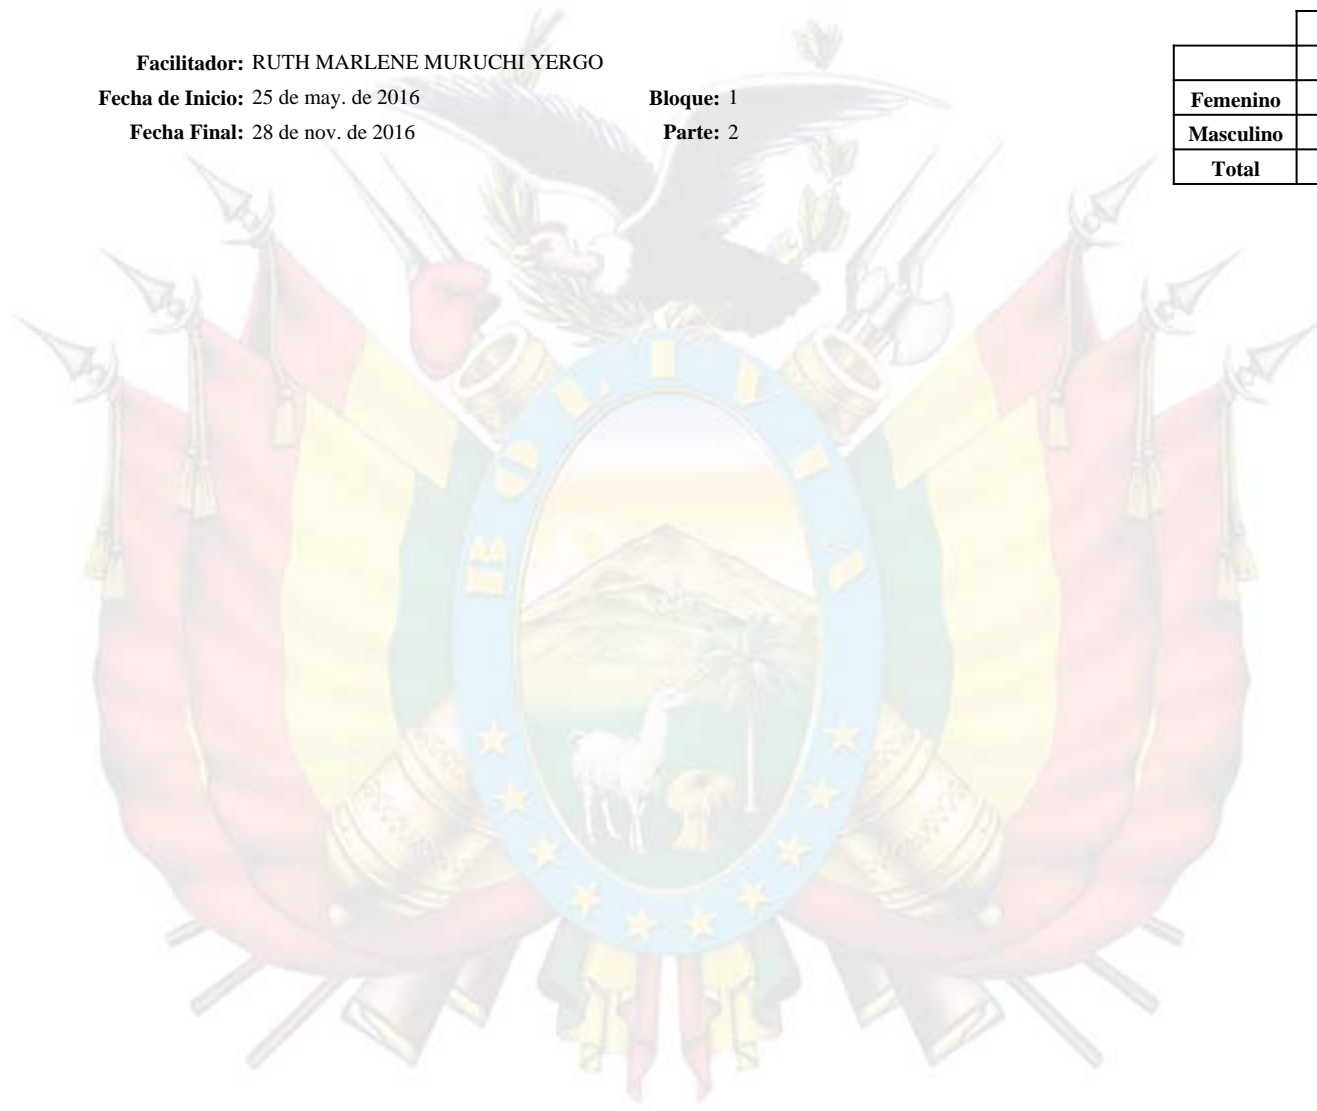 Facilitador: RUTH MARLENE MURUCHI YERGO
Fecha de Inicio: 25 de may. de 2016 Bloque: 1
Fecha Final: 28 de nov. de 2016 Parte: 2
Femenino
Masculino
Total
BOLIVIA